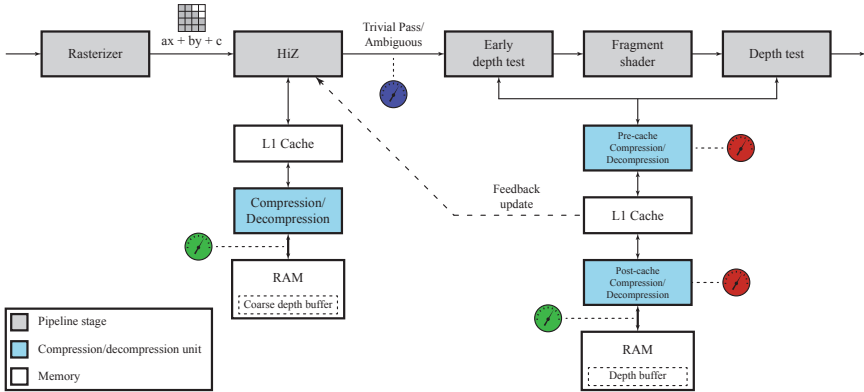 ax + by + c
Trivial Pass/
Ambiguous
Rasterizer
HiZ
Early
depth test
Fragment
shader
Depth test
L1 Cache
Pre-cache
Compression/
Decompression
Compression/
Decompression
Feedback
update
L1 Cache
RAM
Coarse depth buffer
Post-cache
Compression/
Decompression
RAM
Depth buffer
Pipeline stage
Compression/decompression unit
Memory